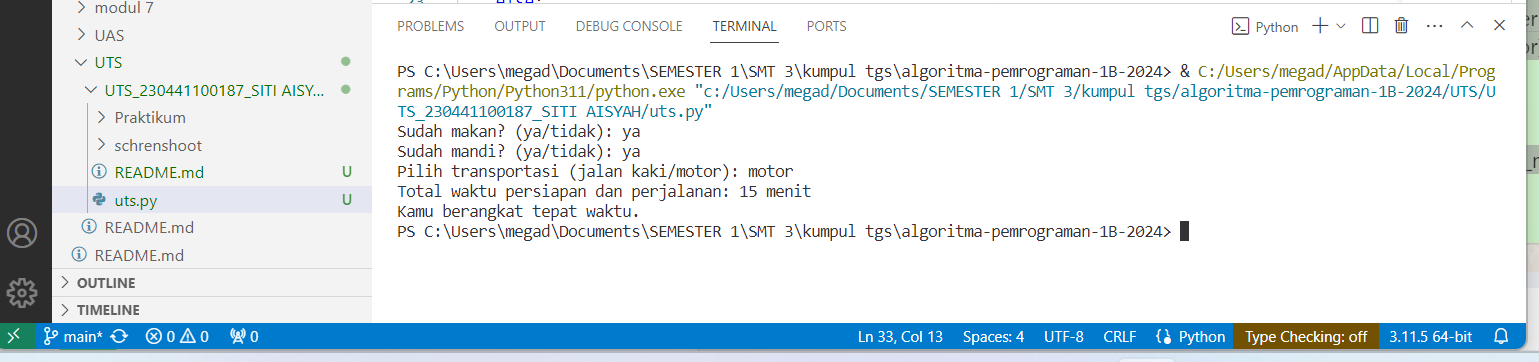 modul 7
UAS
UTS
UTS_230441100187_SITI AISY...
Praktikum
schrenshoot
README.md U
uts.py U
README.md
README.md
OUTLINE
TIMELINE
23
PROBLEMS OUTPUT DEBUG CONSOLE TERMINAL PORTS
Python
PS C:\Users\megad\Documents\SEMESTER 1\SMT 3\kumpul tgs\algoritma-pemrograman-1B-2024> & C:/Users/megad/AppData/Local/Prog
rams/Python/Python311/python.exe "c:/Users/megad/Documents/SEMESTER 1/SMT 3/kumpul tgs/algoritma-pemrograman-1B-2024/UTS/U
TS_230441100187_SITI AISYAH/uts.py"
Sudah makan? (ya/tidak): ya
Sudah mandi? (ya/tidak): ya
Pilih transportasi (jalan kaki/motor): motor
Total waktu persiapan dan perjalanan: 15 menit
Kamu berangkat tepat waktu.
PS C:\Users\megad\Documents\SEMESTER 1\SMT 3\kumpul tgs\algoritma-pemrograman-1B-2024>
main* 0 0 0 Ln 33, Col 13 Spaces: 4 UTF-8 CRLF Python Type Checking: off 3.11.5 64-bit